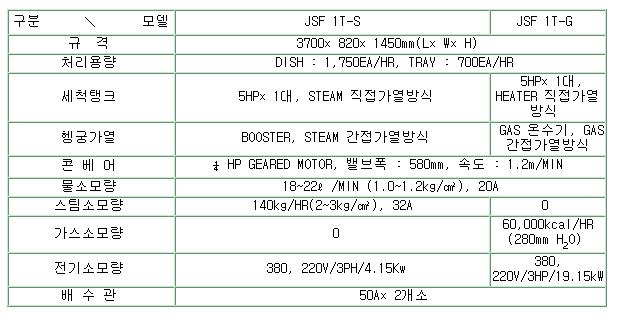 구분 \ 모델 JSF 1T-S JSF 1T-G
규 격 3700× 820× 1450mm(L× W× H)
처리용량 DISH : 1,750EA/HR, TRAY : 700EA/HR
세척탱크 5HP× 1대, STEAM 직접가열방식 5HP× 1대,
HEATER 직접가열
방식
헹굼가열 BOOSTER, STEAM 간접가열방식 GAS 온수기, GAS
간접가열방식
콘 베 어 HP GEARED MOTOR, 밸브폭 : 580mm, 속도 : 1.2m/MIN
물소모량 18~22ℓ /MIN (1.0~1.2kg/㎠), 20A
스팀소모량 140kg/HR(2~3kg/㎠), 32A 0
가스소모량 0 60,000kcal/HR
(280mm H₂O)
전기소모량 380, 220V/3PH/4.15Kw 380,
220V/3HP/19.15kW
배 수 관 50A× 2개소